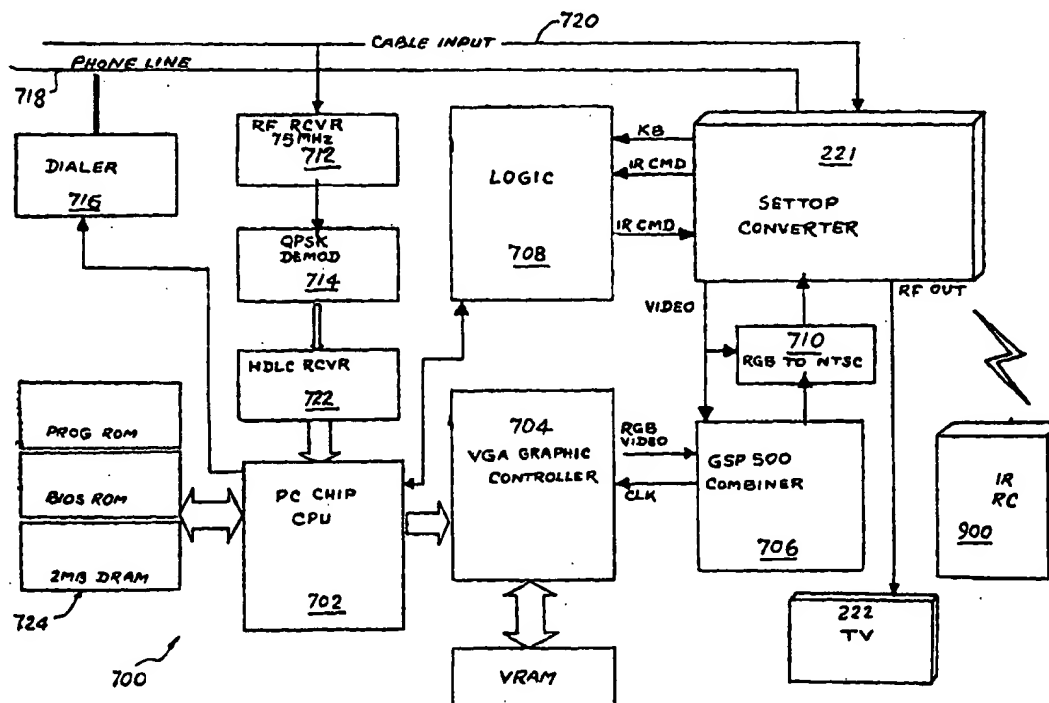 720
CABLE INPUT
PHONE LINE
718
RF RCVR
75MHz
712
KB
221
DIALER
716
LOGIC
IR CMD
SETTOP
CONVERTER
QPSK
DEMOD
714
708
IR CMD
RF OUT
VIDEO
710
RGB TO NTSC
HDLC RCVR
722
704
VGA GRAPHIC
CONTROLLER
RGB
VIDEO
CLK
GSP 500
COMBINER
706
PROG ROM
BIOS ROM
2MB DRAM
724
PC CHIP
CPU
702
IR
RC
900
222
TV
700
VRAM